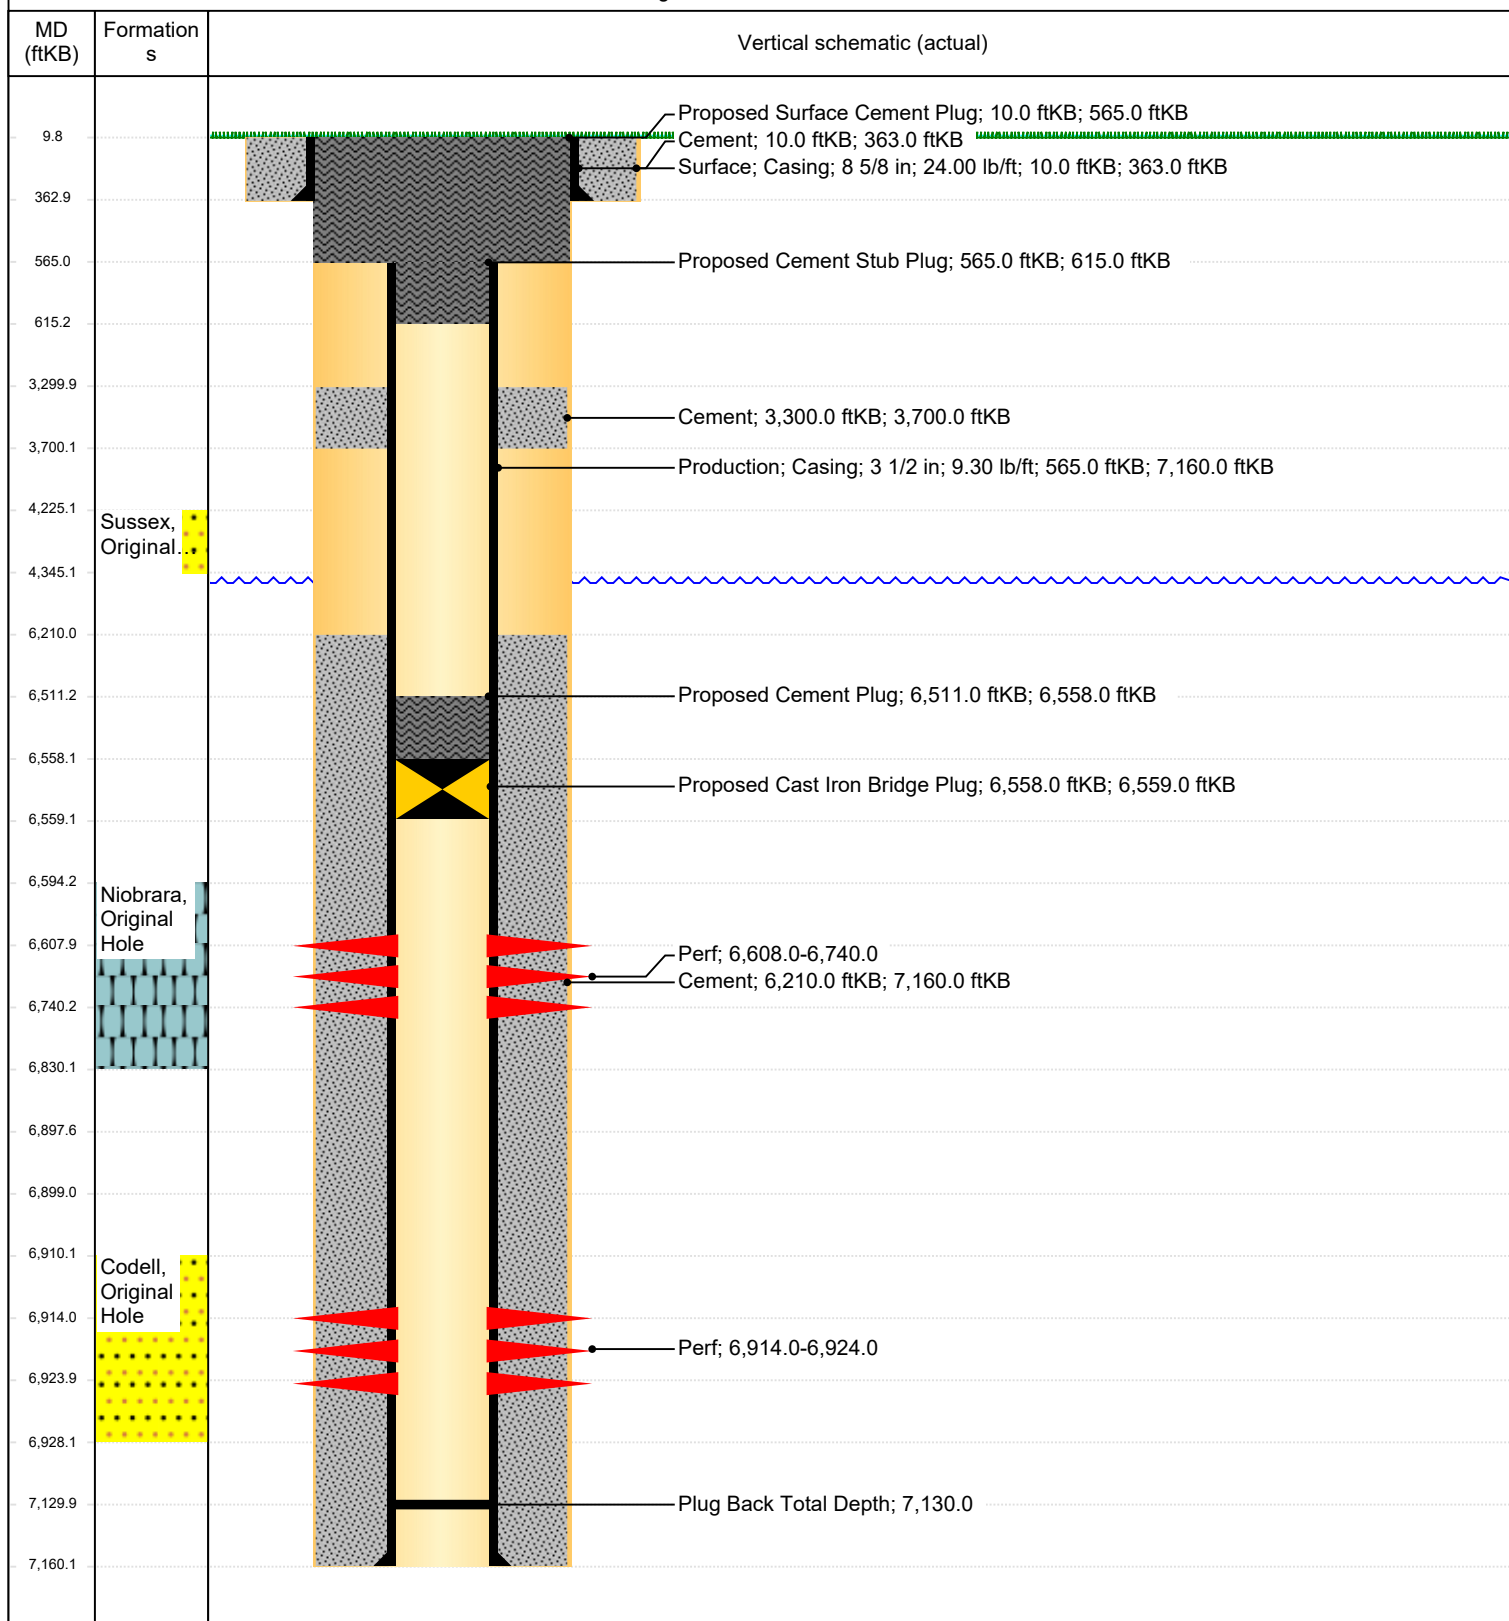 MD
(ftKB)
Formation
s
Vertical schematic (actual)
9.8
362.9
565.0
615.2
3,299.9
3,700.1
4,225.1
4,345.1
6,210.0
6,511.2
6,558.1
6,559.1
6,594.2
6,607.9
6,740.2
6,830.1
6,897.6
6,899.0
6,910.1
6,914.0
6,923.9
6,928.1
7,129.9
7,160.1
Sussex,
Original...
Niobrara,
Original
Hole
Codell,
Original
Hole
Proposed Surface Cement Plug; 10.0 ftKB; 565.0 ftKB
Cement; 10.0 ftKB; 363.0 ftKB
Surface; Casing; 8 5/8 in; 24.00 lb/ft; 10.0 ftKB; 363.0 ftKB
Proposed Cement Stub Plug; 565.0 ftKB; 615.0 ftKB
Cement; 3,300.0 ftKB; 3,700.0 ftKB
Production; Casing; 3 1/2 in; 9.30 lb/ft; 565.0 ftKB; 7,160.0 ftKB
Proposed Cement Plug; 6,511.0 ftKB; 6,558.0 ftKB
Proposed Cast Iron Bridge Plug; 6,558.0 ftKB; 6,559.0 ftKB
Perf; 6,608.0-6,740.0
Cement; 6,210.0 ftKB; 7,160.0 ftKB
Perf; 6,914.0-6,924.0
Plug Back Total Depth; 7,130.0